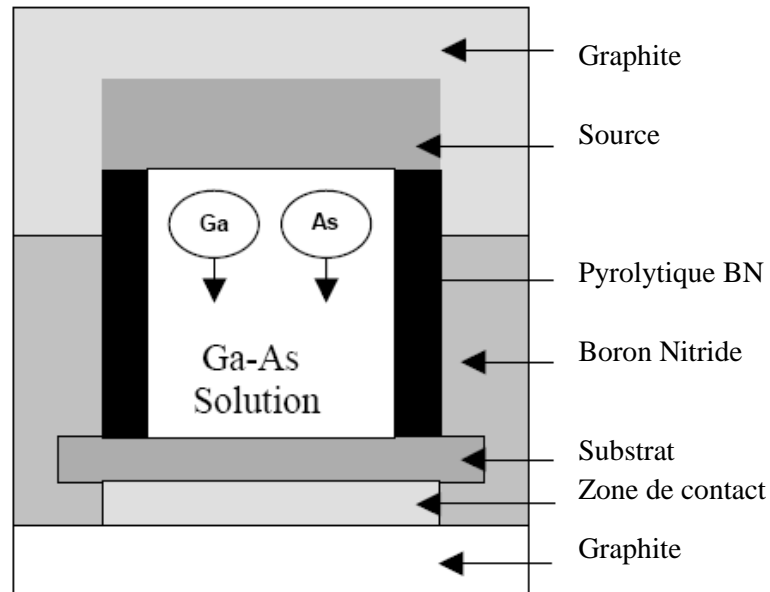 Graphite
Source
Ga
As
Pyrolytique BN
Boron Nitride
Ga-As
Solution
Substrat
Zone de contact
Graphite